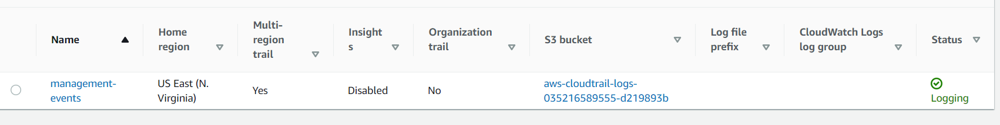 Name
Home
region
Multi-
region
trail
Insight
s
Organization
trail
S3 bucket
Log file
prefix
CloudWatch Logs
log group
Status
management-
events
US East (N.
Virginia)
Yes
Disabled
No
aws-cloudtrail-logs-
035216589555-d219893b
Logging